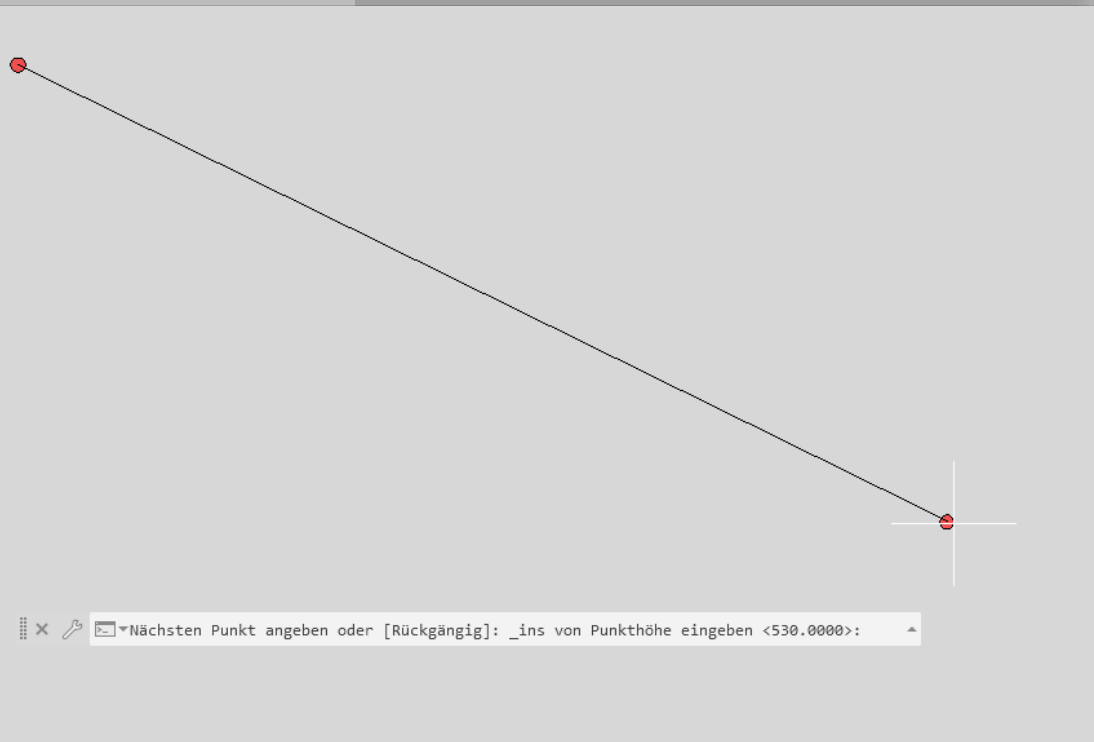 Nächsten Punkt angeben oder [Rückgängig]: _ins von Punkthöhe eingeben <530.0000>: